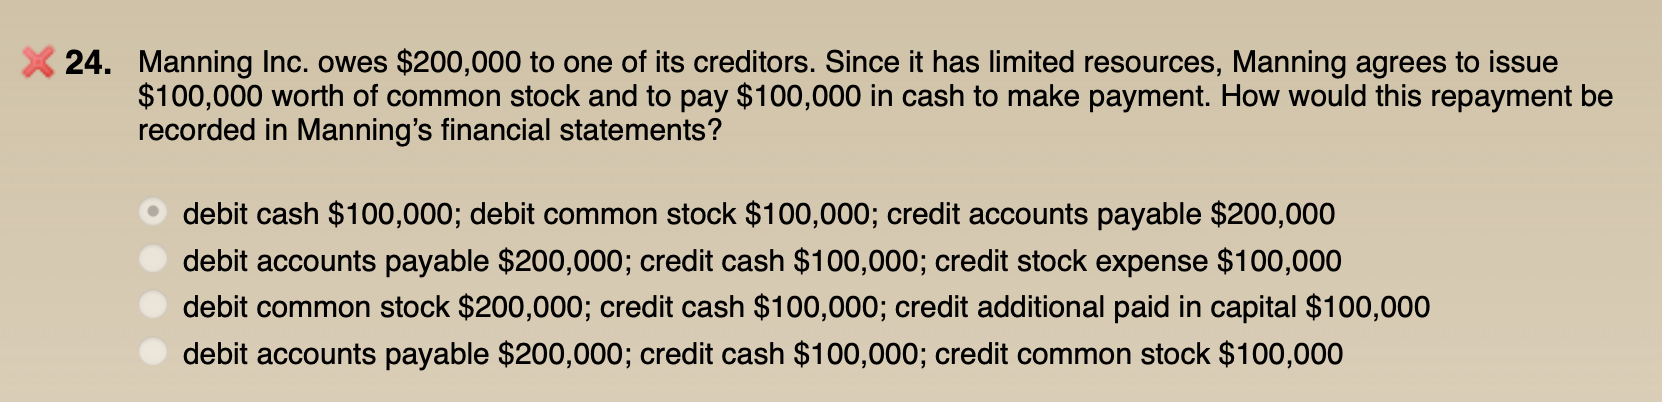 24. Manning Inc. owes $200,000 to one of its creditors. Since it has limited resources, Manning agrees to issue
$100,000 worth of common stock and to pay $100,000 in cash to make payment. How would this repayment be
recorded in Manning’s financial statements?
debit cash $100,000; debit common stock $100,000; credit accounts payable $200,000
debit accounts payable $200,000; credit cash $100,000; credit stock expense $100,000
debit common stock $200,000; credit cash $100,000; credit additional paid in capital $100,000
debit accounts payable $200,000; credit cash $100,000; credit common stock $100,000